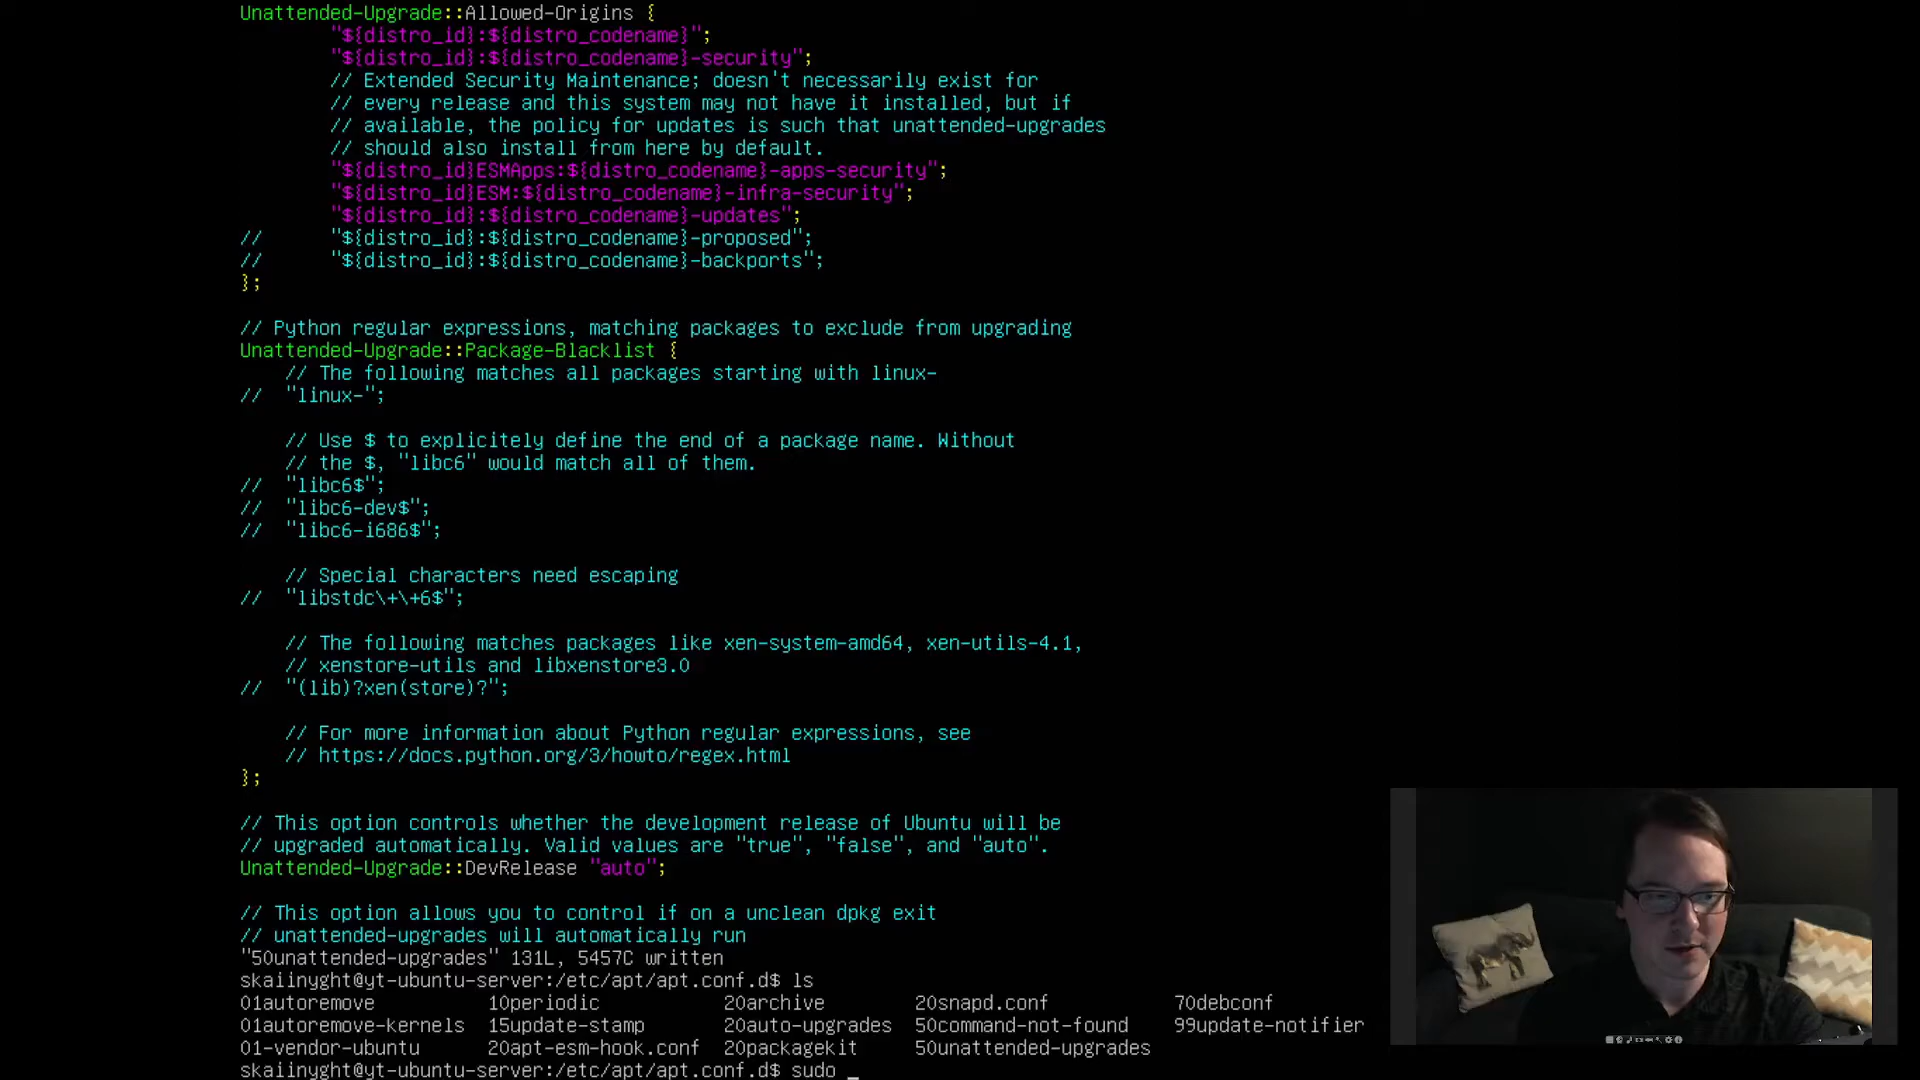 Unattended-Upgrade::Allowed-Origins {
"${distro_id}:${distro_codename}";
"${distro_id}:${distro_codename}-security";
// Extended Security Maintenance; doesn't necessarily exist for
// every release and this system may not have it installed, but if
// available, the policy for updates is such that unattended-upgrades
// should also install from here by default.
"${distro_id}ESMApps:${distro_codename}-apps-security";
"${distro_id}ESM:${distro_codename}-infra-security";
"${distro_id}:${distro_codename}-updates";
// "${distro_id}:${distro_codename}-proposed";
// "${distro_id}:${distro_codename}-backports";
};
// Python regular expressions, matching packages to exclude from upgrading
Unattended-Upgrade::Package-Blacklist {
// The following matches all packages starting with linux-
// "linux-";
// Use $ to explicitely define the end of a package name. Without
// the $, "libc6" would match all of them.
// "libc6$";
// "libc6-dev$";
// "libc6-i686$";
// Special characters need escaping
// "libstdc\+\+6$";
// The following matches packages like xen-system-amd64, xen-utils-4.1,
// xenstore-utils and libxenstore3.0
// "(lib)?xen(store)?";
// For more information about Python regular expressions, see
// https://docs.python.org/3/howto/regex.html
};
// This option controls whether the development release of Ubuntu will be
// upgraded automatically. Valid values are "true", "false", and "auto".
Unattended-Upgrade::DevRelease "auto";
// This option allows you to control if on a unclean dpkg exit
// unattended-upgrades will automatically run
"50unattended-upgrades" 131L, 5457C written
skaiinyght@yt-ubuntu-server:/etc/apt/apt.conf.d$ ls
01autoremove 10periodic 20archive 20snapd.conf 70debconf
01autoremove-kernels 15update-stamp 20auto-upgrades 50command-not-found 99update-notifier
01-vendor-ubuntu 20apt-esm-hook.conf 20packagekit 50unattended-upgrades
skaiinyght@yt-ubuntu-server:/etc/apt/apt.conf.d$ sudo _